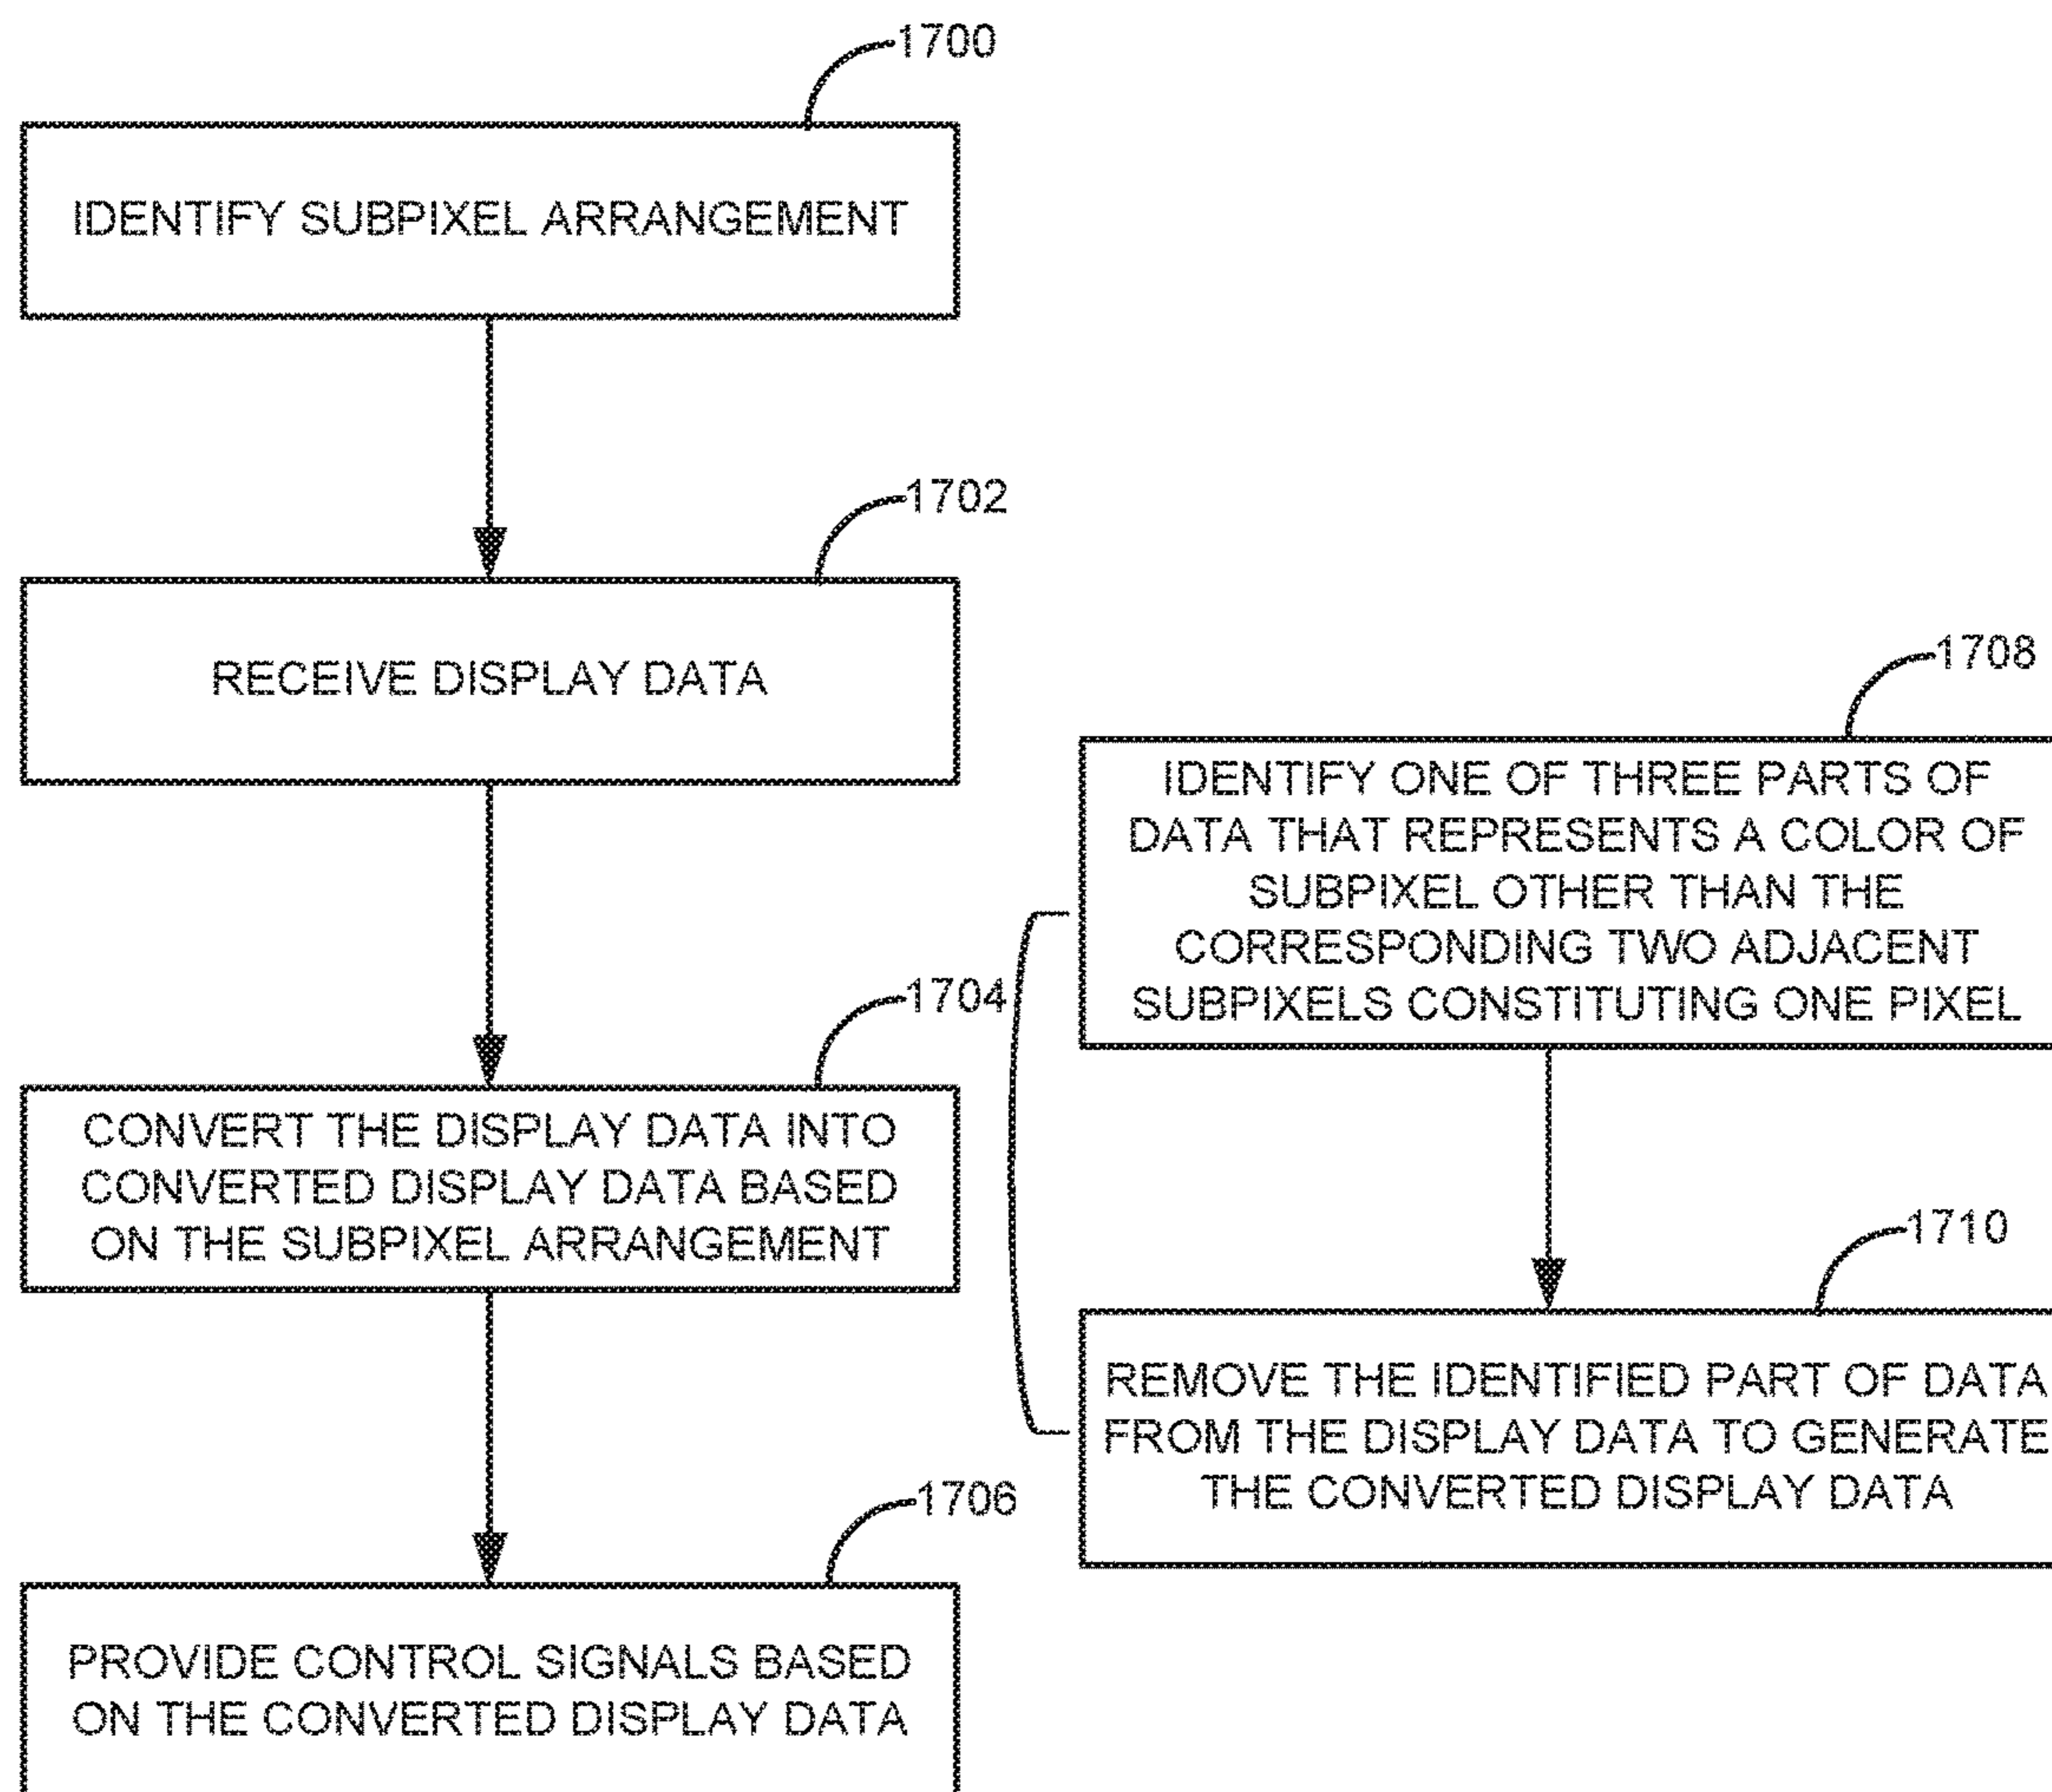 1700
IDENTIFY SUBPIXEL ARRANGEMENT
1702
RECEIVE DISPLAY DATA
1704
CONVERT THE DISPLAY DATA INTO
CONVERTED DISPLAY DATA BASED
ON THE SUBPIXEL ARRANGEMENT
1706
PROVIDE CONTROL SIGNALS BASED
ON THE CONVERTED DISPLAY DATA
1708
IDENTIFY ONE OF THREE PARTS OF
DATA THAT REPRESENTS A COLOR OF
SUBPIXEL OTHER THAN THE
CORRESPONDING TWO ADJACENT
SUBPIXELS CONSTITUTING ONE PIXEL
1710
REMOVE THE IDENTIFIED PART OF DATA
FROM THE DISPLAY DATA TO GENERATE
THE CONVERTED DISPLAY DATA